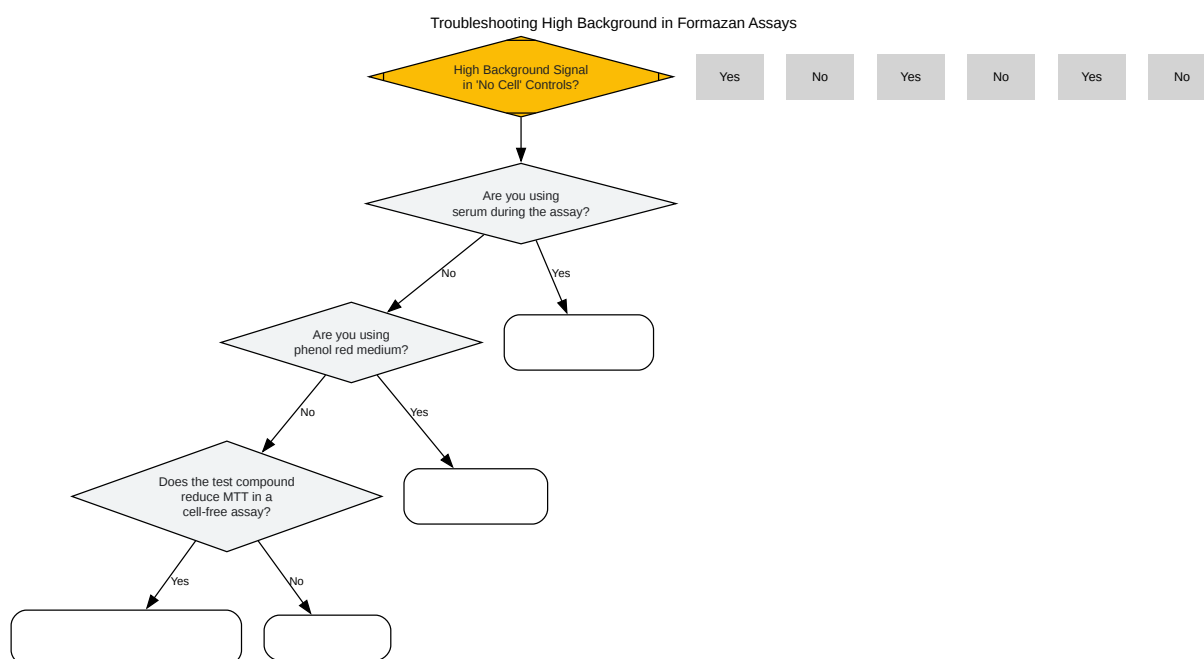 Troubleshooting High Background in Formazan Assays
High Background Signal
in 'No Cell' Controls?
Yes
No
Yes
No
Yes
No
Are you using
serum during the assay?
No
Yes
Are you using
phenol red medium?
No
Yes
Does the test compound
reduce MTT in a
cell-free assay?
Yes
No